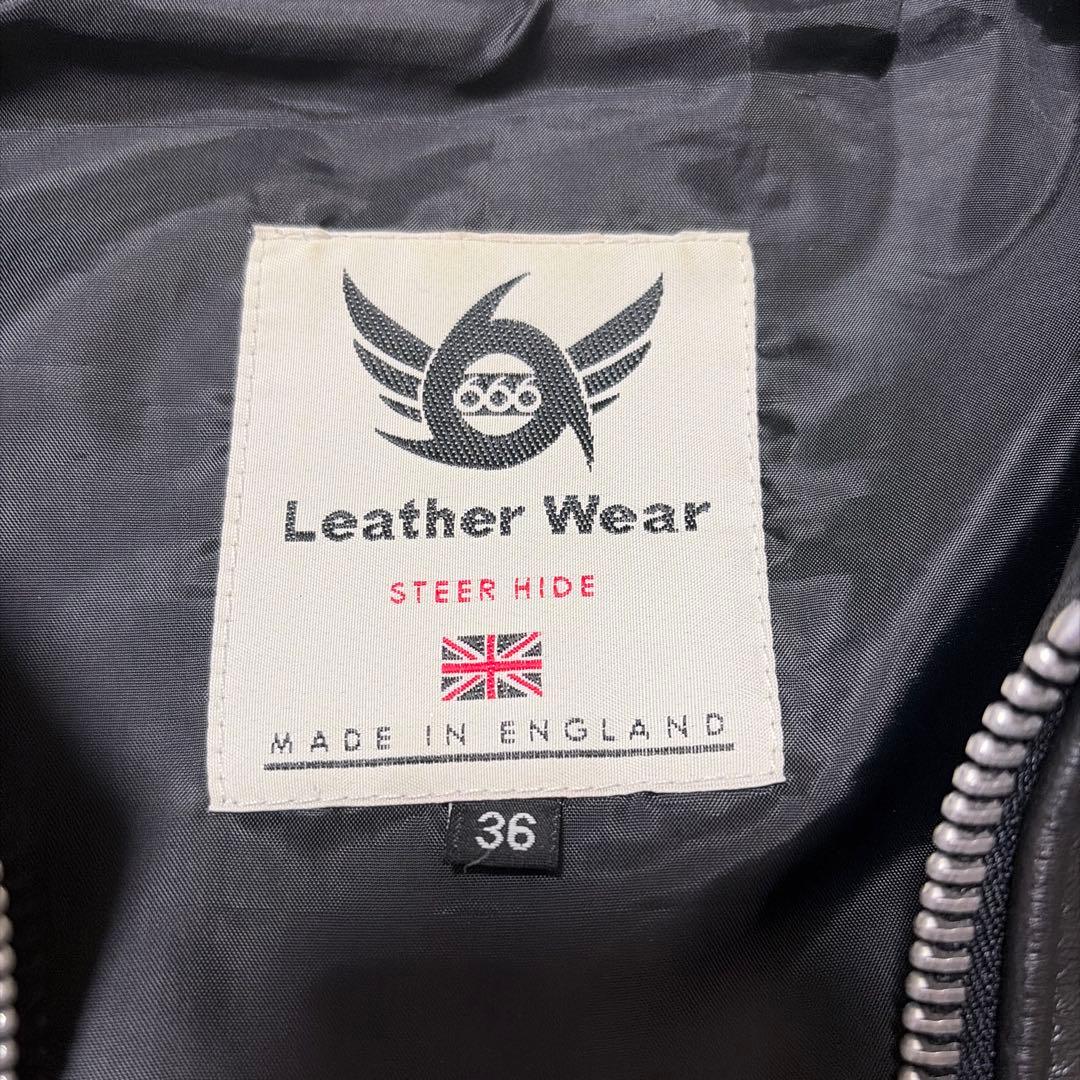 666
Leather Wear
STEER HIDE
MADE IN ENGLAND
36